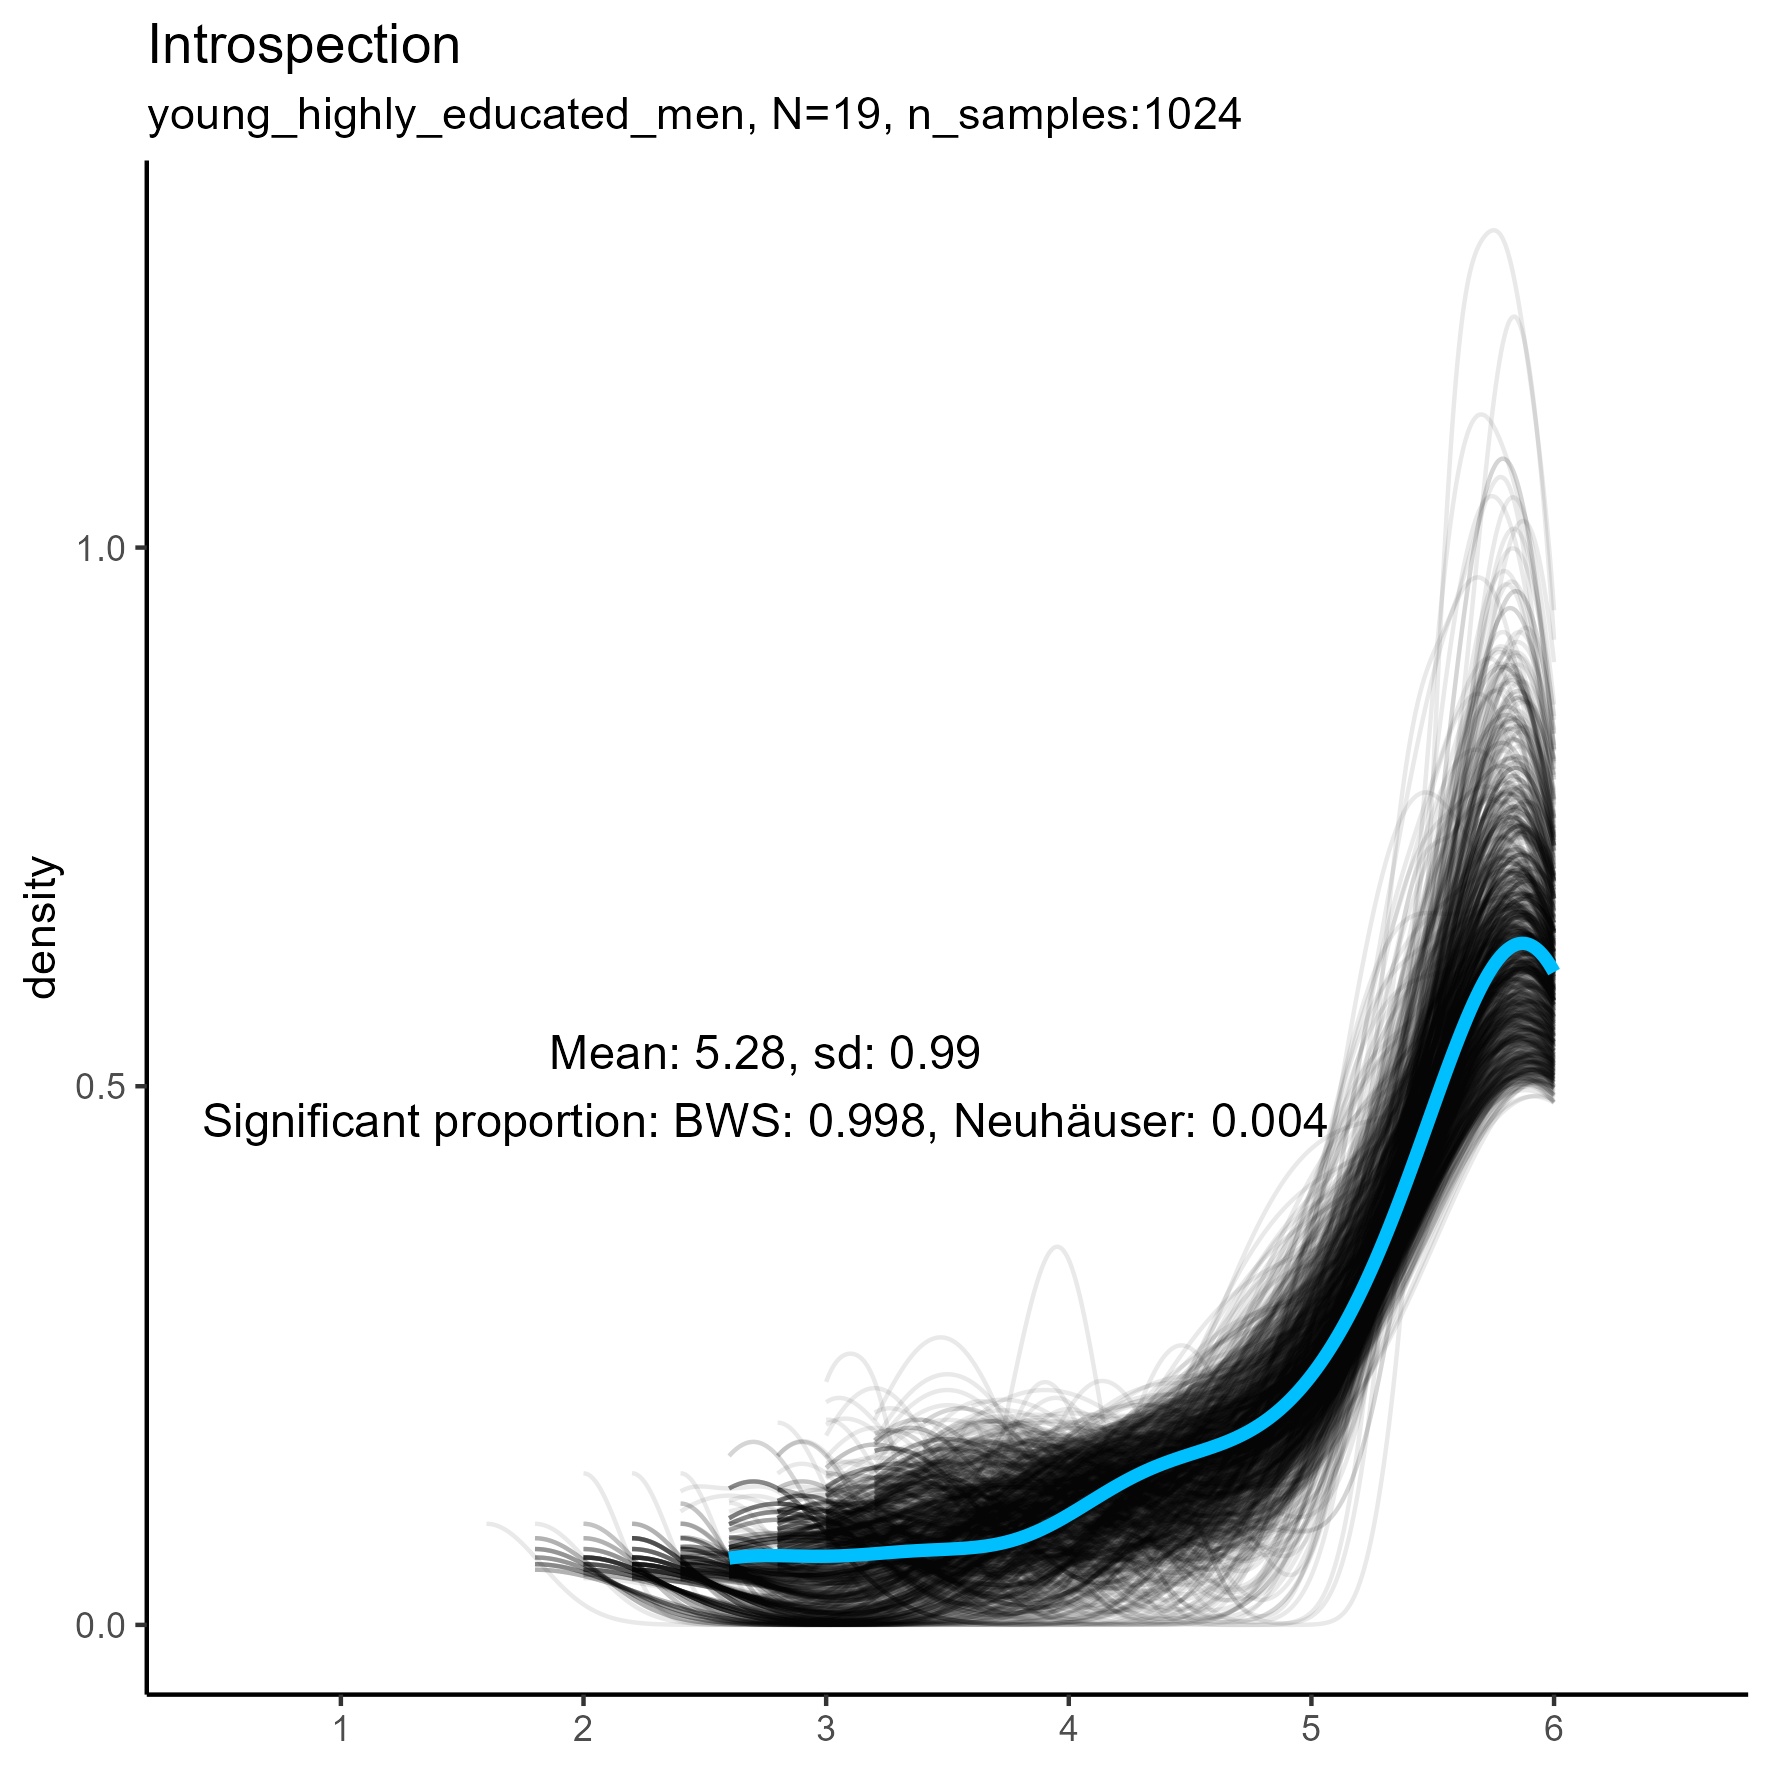 Introspection
young_highly_educated_men, N=19, n_samples:1024
1.0
density
Mean: 5.28, sd: 0.99
0.5
Significant proportion: BWS: 0.998, Neuhäuser: 0.004
0.0
1 2 3 4 5 6